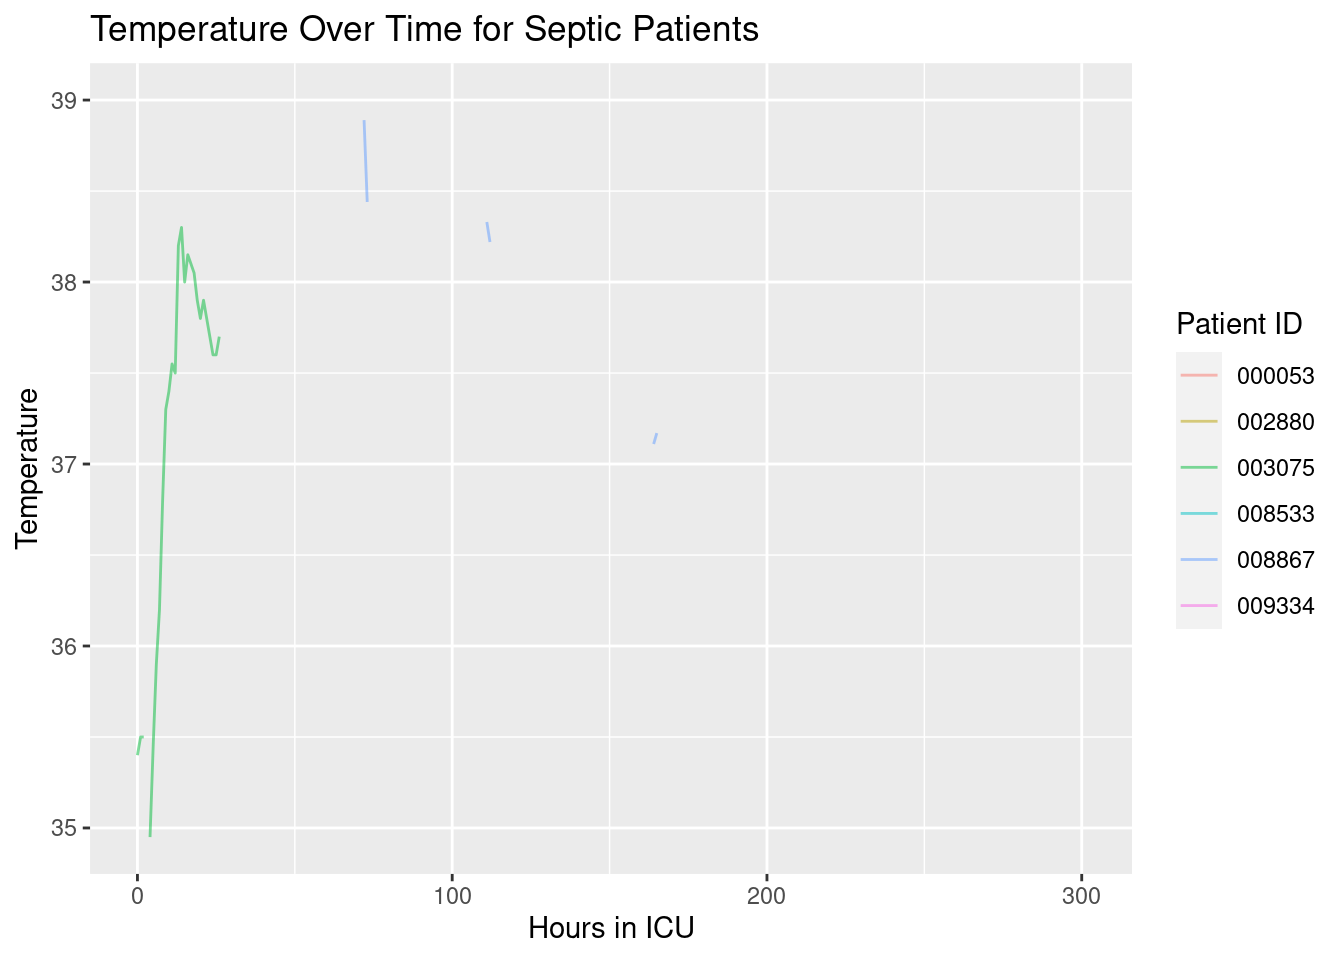 Temperature Over Time for Septic Patients
39
38
37
36
35
Temperature
0 100 200 300
Hours in ICU
Patient ID
000053
002880
003075
008533
008867
009334